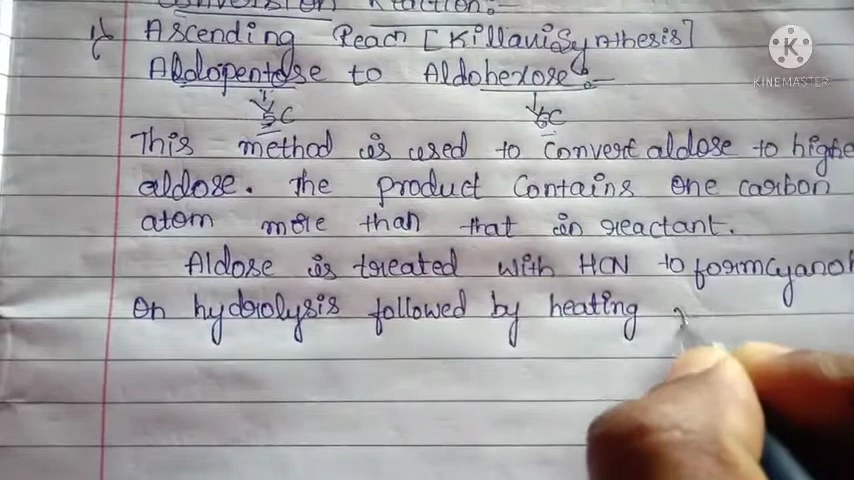 Conversion Reaction:-
1) Ascending Reacn [Killani Synthesis]
Aldopentose to Aldohexose:-
5C 6C
This method is used to convert aldose to highe
aldose. The product contains one carbon
atom more than that in reactant.
Aldose is treated with HCN to form cyanoh
On hydrolysis followed by heating
KINEMASTER